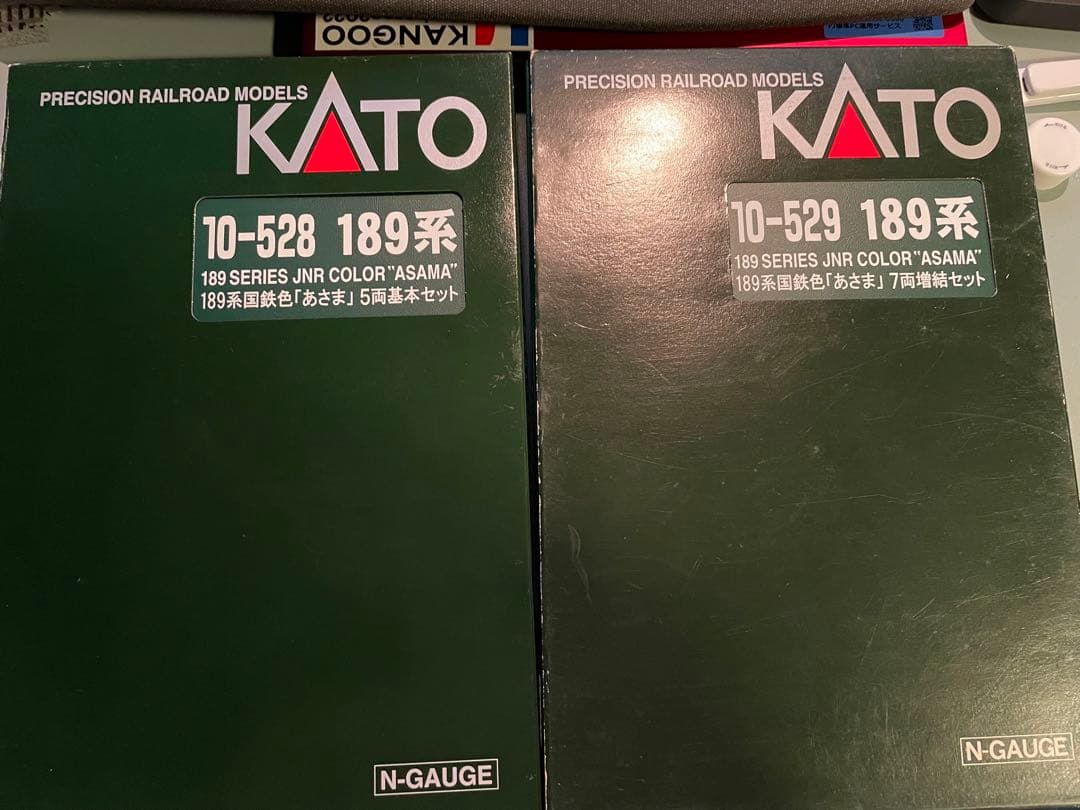 KANGOO
2022
PRECISION RAILROAD MODELS
KATO
10-528 189系
189 SERIES JNR COLOR "ASAMA"
189系国鉄色「あさま」5両基本セット
N-GAUGE
PRECISION RAILROAD MODELS
KATO
10-529 189系
189 SERIES JNR COLOR "ASAMA"
189系国鉄色「あさま」7両増結セット
N-GAUGE